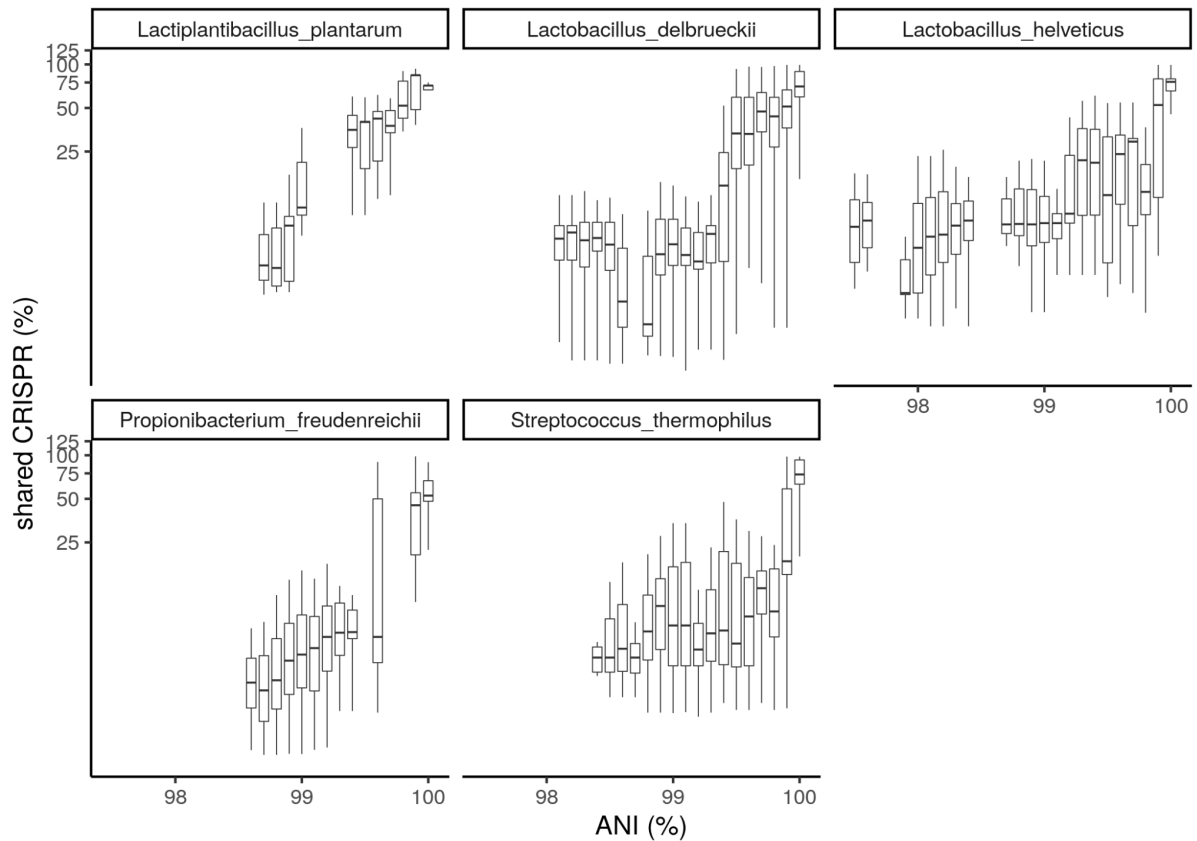 Lactiplantibacillus_plantarum
Lactobacillus_delbrueckii
Lactobacillus_helveticus
125
100
75
50
25
98
99
100
shared CRISPR (%)
Propionibacterium_freudenreichii
Streptococcus_thermophilus
125
100
75
50
25
98
99
100
98
99
100
ANI (%)